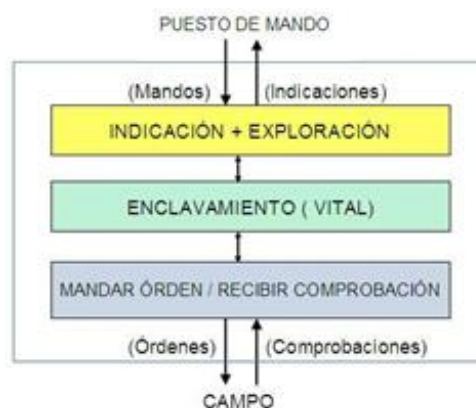 PUESTO DE MANDO
(Mandos) (Indicaciones)
INDICACIÓN + EXPLORACIÓN
ENCLAVAMIENTO ( VITAL)
MANDAR ÓRDEN / RECIBIR COMPROBACIÓN
(Órdenes) (Comprobaciones)
CAMPO